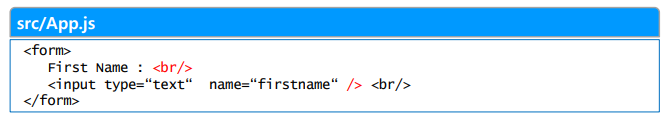 src/App.js
<form>
First Name : <br/>
<input type=“text“  name=“firstname“ /> <br/>
</form>